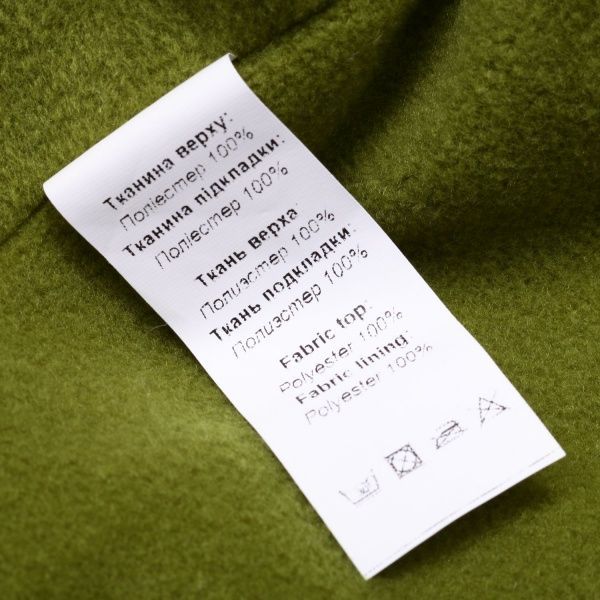 Тканина верху:
Поліестер 100%
Тканина підкладки:
Поліестер 100%
Ткань верха:
Полиэстер 100%
Ткань подкладки:
Полиэстер 100%
Fabric top:
Polyester 100%
Fabric lining:
Polyester 100%